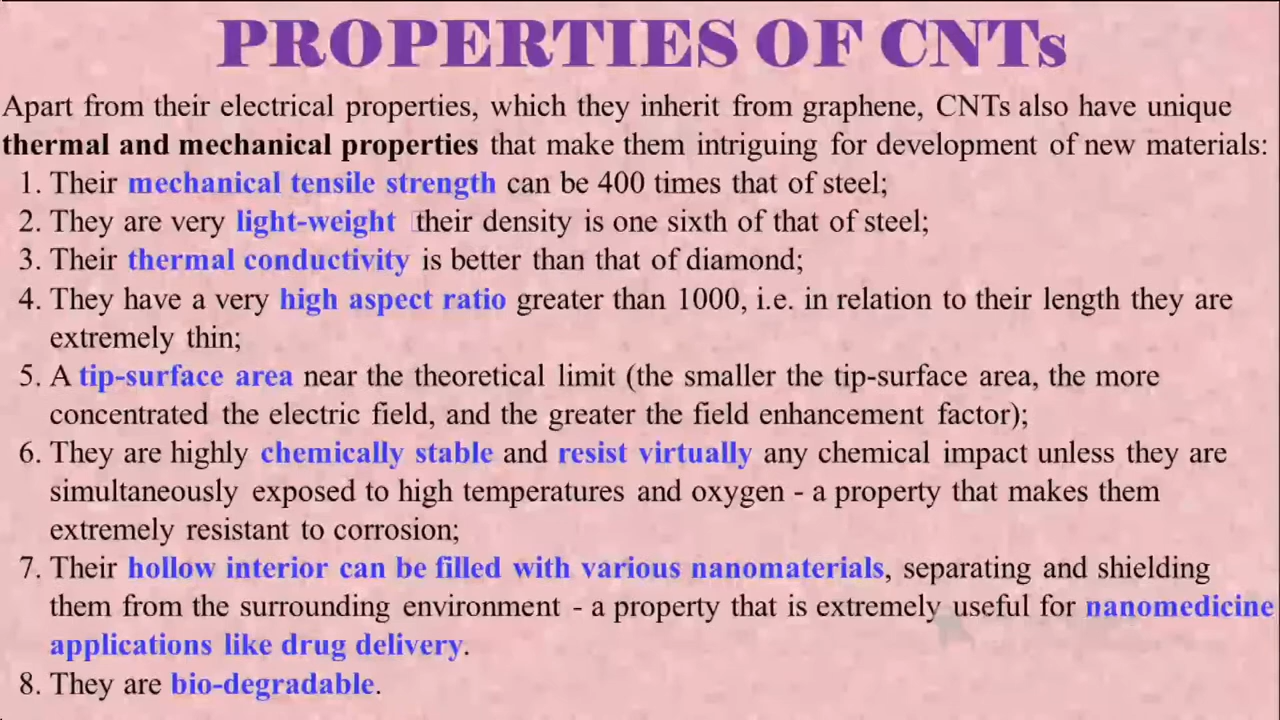 PROPERTIES OF CNTs
Apart from their electrical properties, which they inherit from graphene, CNTs also have unique
thermal and mechanical properties that make them intriguing for development of new materials:
1. Their mechanical tensile strength can be 400 times that of steel;
2. They are very light-weight their density is one sixth of that of steel;
3. Their thermal conductivity is better than that of diamond;
4. They have a very high aspect ratio greater than 1000, i.e. in relation to their length they are
extremely thin;
5. A tip-surface area near the theoretical limit (the smaller the tip-surface area, the more
concentrated the electric field, and the greater the field enhancement factor);
6. They are highly chemically stable and resist virtually any chemical impact unless they are
simultaneously exposed to high temperatures and oxygen - a property that makes them
extremely resistant to corrosion;
7. Their hollow interior can be filled with various nanomaterials, separating and shielding
them from the surrounding environment - a property that is extremely useful for nanomedicine
applications like drug delivery.
8. They are bio-degradable.